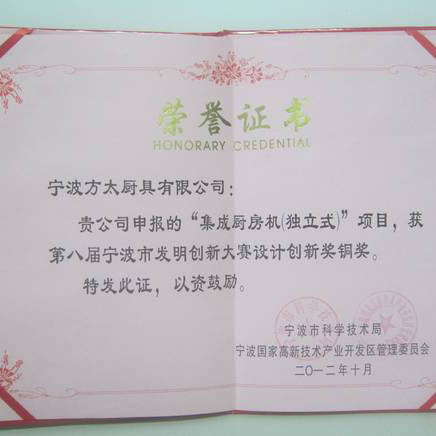 荣誉证书
HONORARY CREDENTIAL
宁波方太厨具有限公司：
贵公司申报的“集成厨房机(独立式)”项目，获
第八届宁波市发明创新大赛设计创新奖铜奖。
特发此证，以资鼓励。
宁波市科学技术局
宁波国家高新技术产业开发区管理委员会
二〇一二年十月